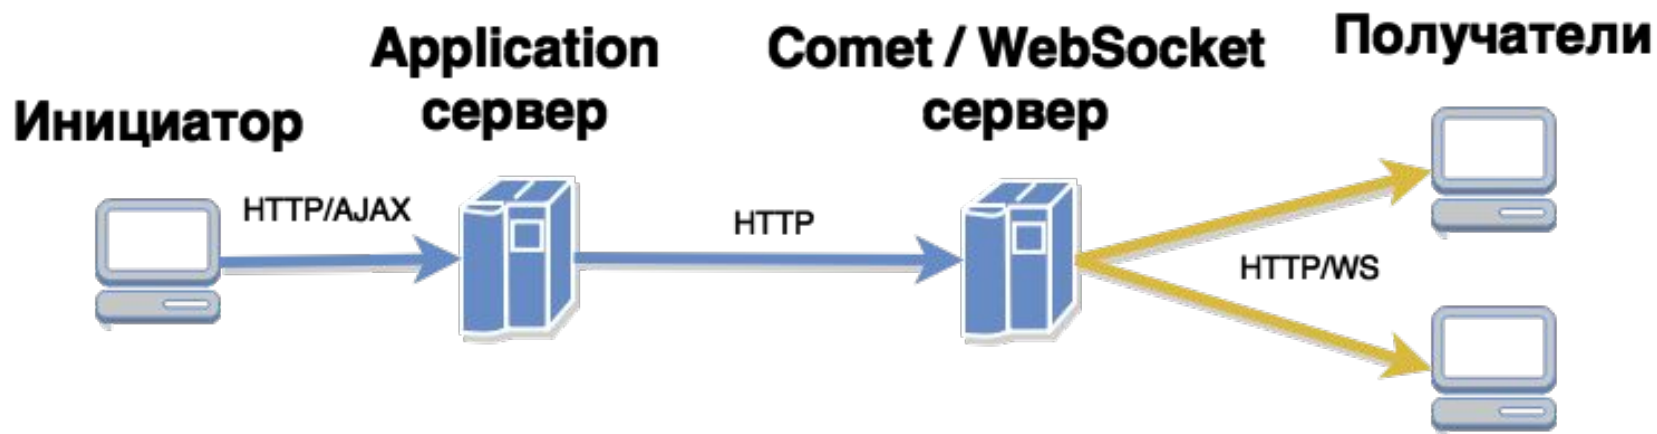 Инициатор
Application
сервер
Comet / WebSocket
сервер
Получатели
HTTP/AJAX
HTTP
HTTP/WS